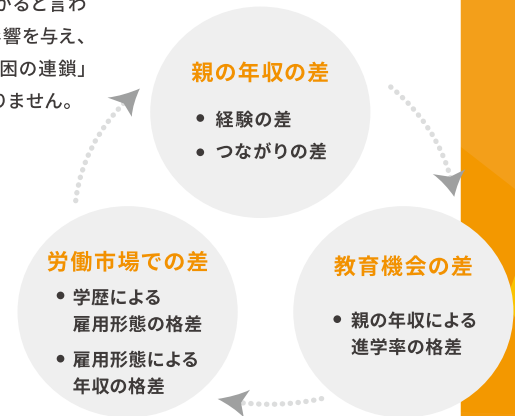 がると言わ
響を与え、
困の連鎖」
りません。
親の年収の差
• 経験の差
• つながりの差
労働市場での差
• 学歴による
雇用形態の格差
• 雇用形態による
年収の格差
教育機会の差
• 親の年収による
進学率の格差